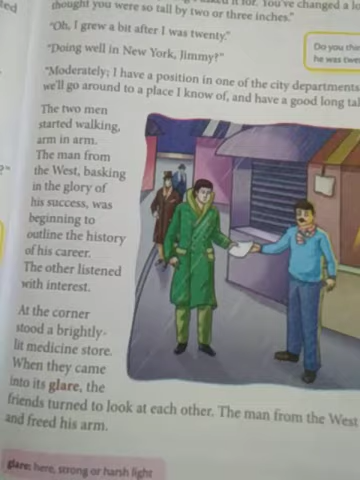 thought you were so tall by two or three inches."
"Oh, I grew a bit after I was twenty."
"Doing well in New York, Jimmy?"
Do you
he was
"Moderately; I have a position in one of the city departments
we'll go around to a place I know of, and have a good long
The two men
started walking,
arm in arm.
The man from
the West, basking
in the glory of
his success, was
beginning to
outline the history
of his career.
The other listened
with interest.
At the corner
stood a brightly-
lit medicine store.
When they came
into its glare, the
friends turned to look at each other. The man from the West
and freed his arm.
glare: here, strong or harsh light